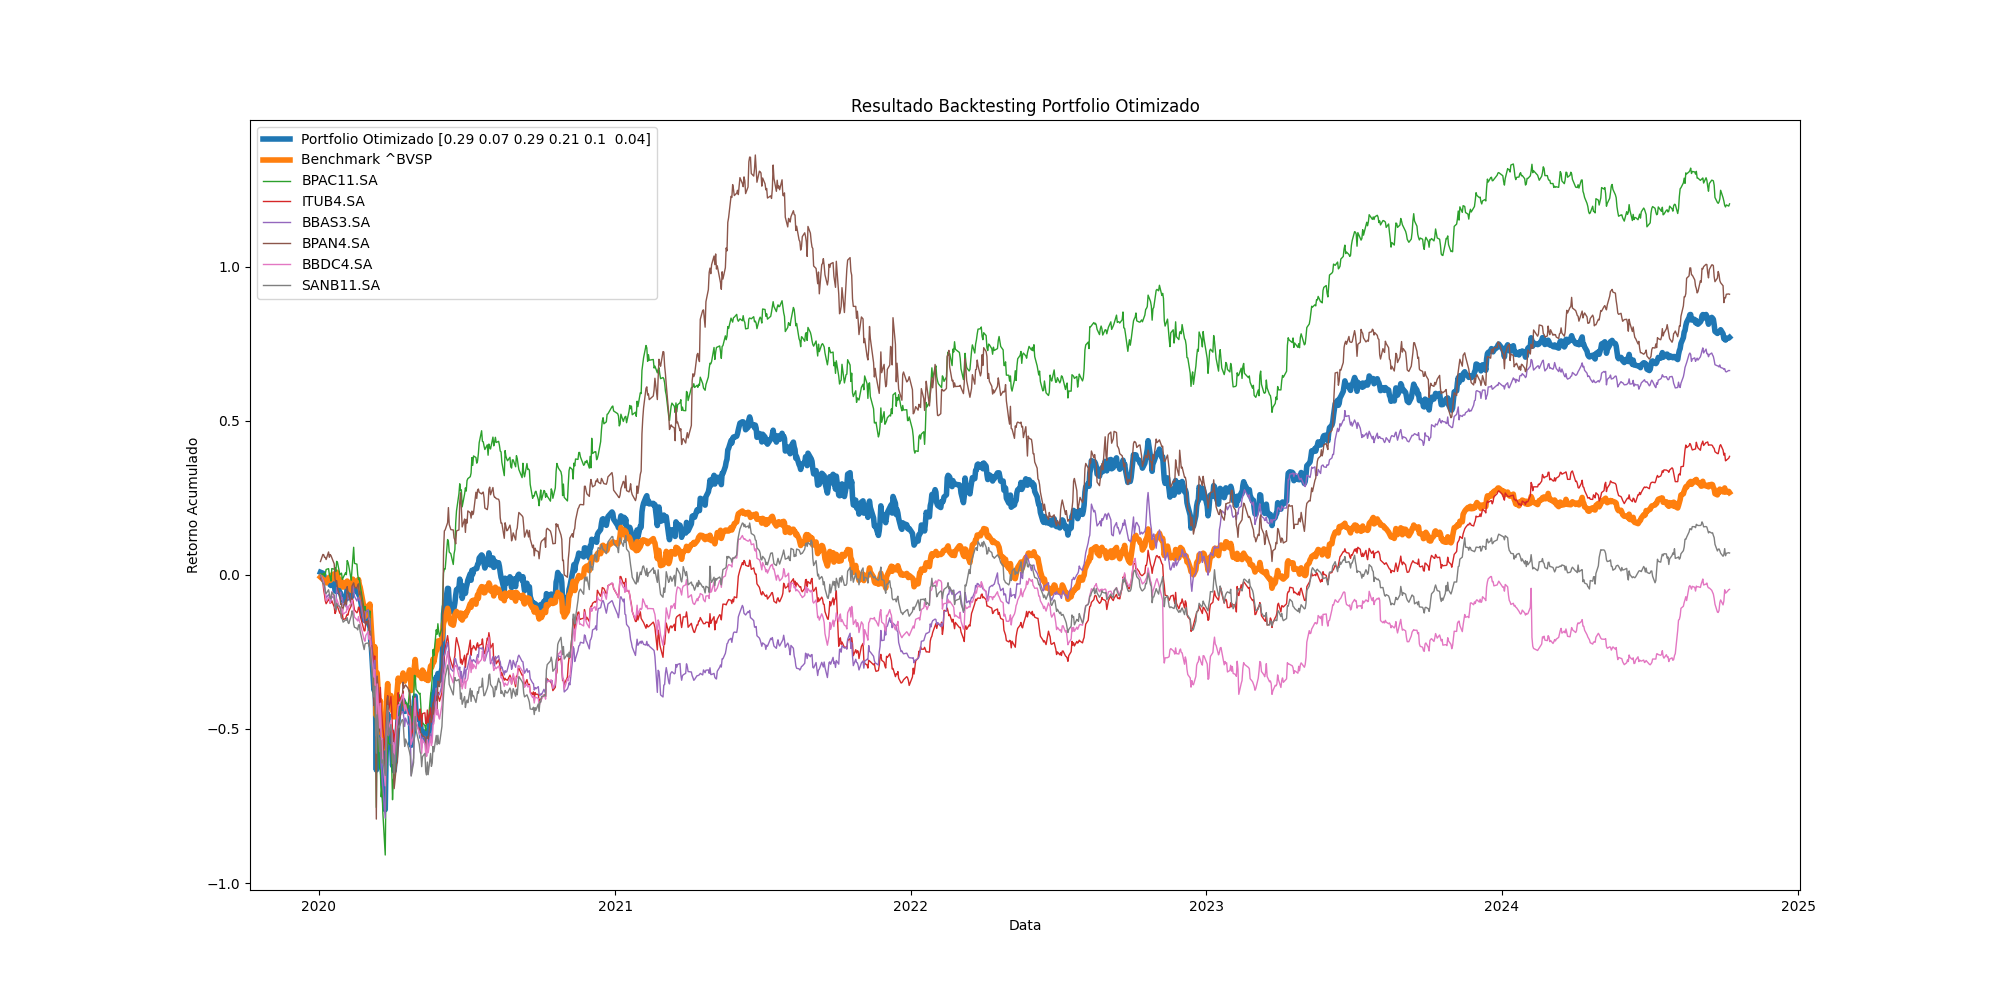 Resultado Backtesting Portfolio Otimizado
Portfolio Otimizado [0.29 0.07 0.29 0.21 0.1  0.04]
Benchmark ^BVSP
BPAC11.SA
ITUB4.SA
BBAS3.SA
BPAN4.SA
BBDC4.SA
SANB11.SA
Retorno Acumulado
1.0
0.5
0.0
−0.5
−1.0
2020 2021 2022 2023 2024 2025
Data